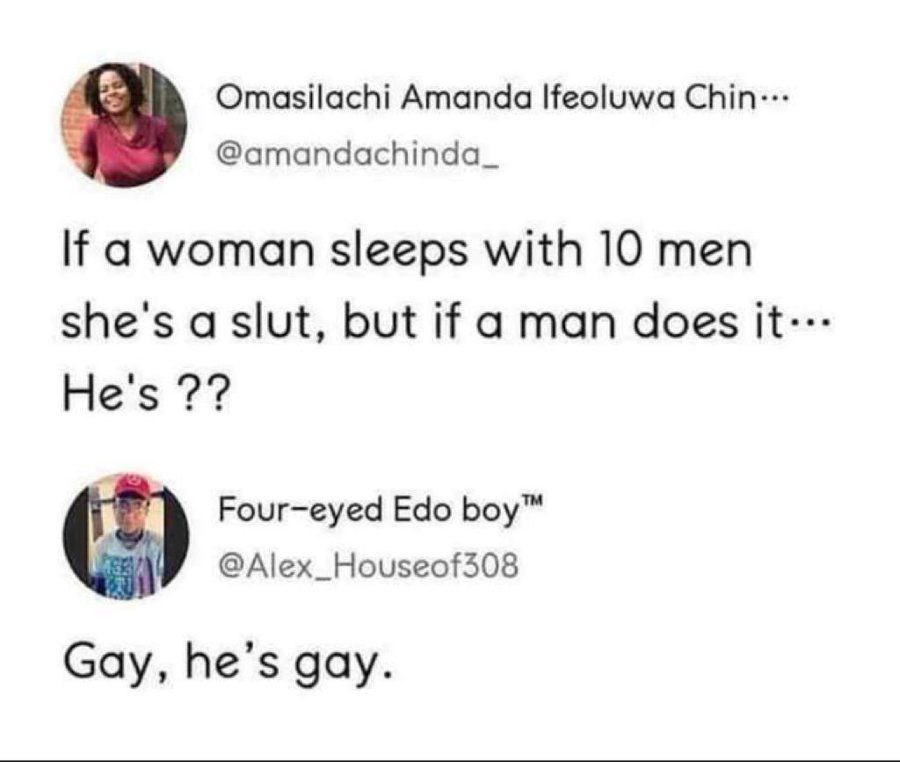 Omasilachi Amanda Ifeoluwa Chin...
@amandachinda_
If a woman sleeps with 10 men
she's a slut, but if a man does it...
He's ??
Four-eyed Edo boy™
@Alex_Houseof308
Gay, he's gay.